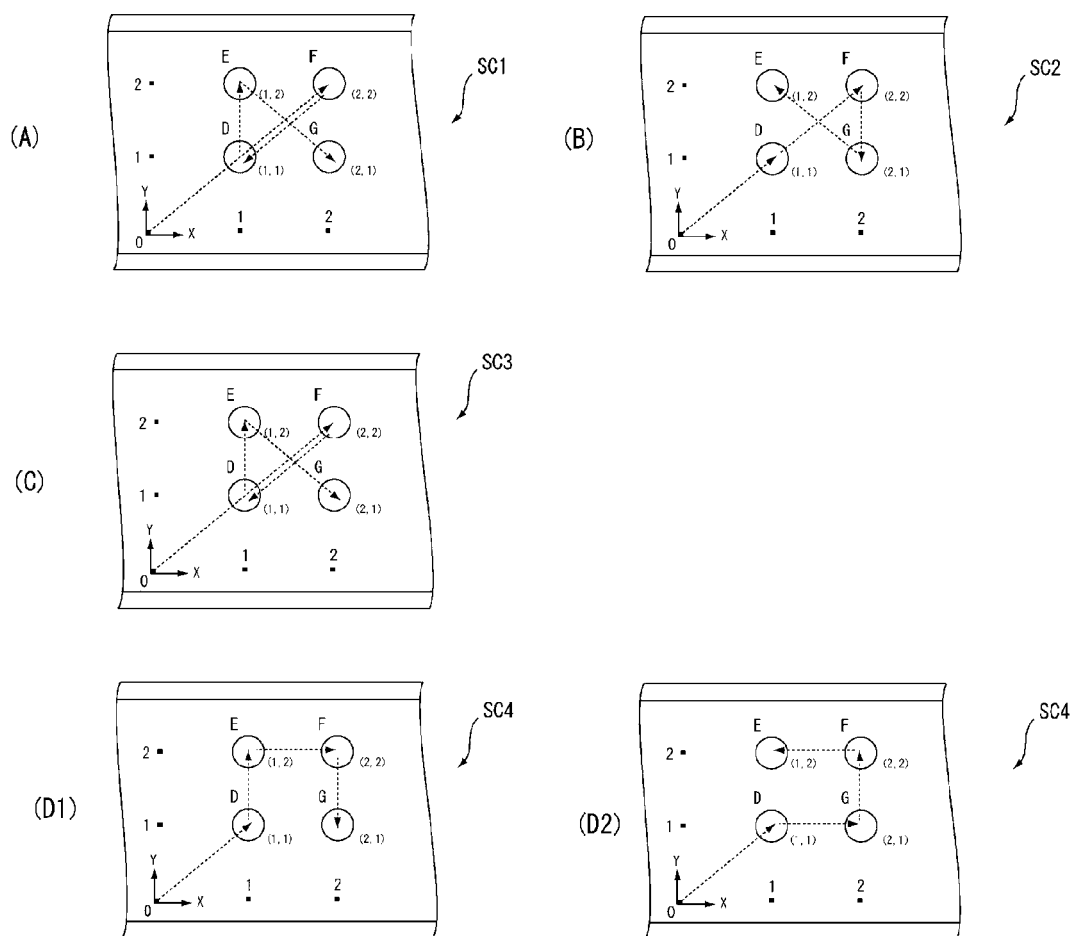 (A)
SC1
E F
2 (1,2) (2,2)
D G
1 (1,1) (2,1)
Y 1 2
0 X
(B)
SC2
E F
2 (1,2) (2,2)
D G
1 (1,1) (2,1)
Y 1 2
0 X
(C)
SC3
E F
2 (1,2) (2,2)
D G
1 (1,1) (2,1)
Y 1 2
0 X
(D1)
SC4
E F
2 (1,2) (2,2)
D G
1 (1,1) (2,1)
Y 1 2
0 X
(D2)
SC4
E F
2 (1,2) (2,2)
D G
1 (1,1) (2,1)
Y 1 2
0 X